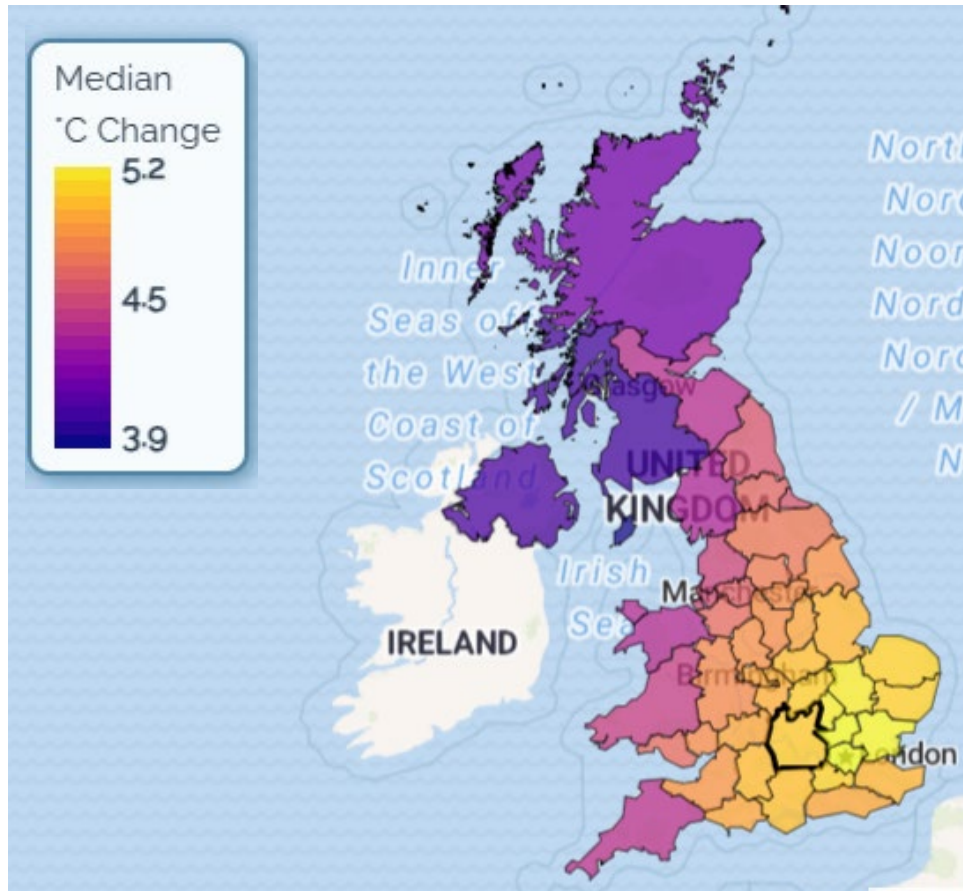 Median
°C Change
5.2
4.5
3.9
North
Nord
Noor
Nord
Nord
/ M
N
Inner
Seas off
the West
Coast of
Scotland
Glasgow
UNITED
KINGDOM
Irish
Sea
Manchester
IRELAND
Birmingham
London